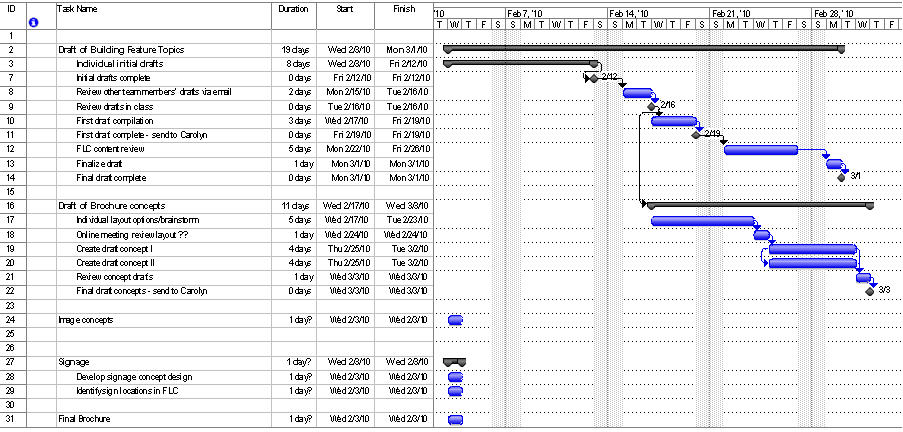 ID Task Name Duration Start Finish '10 Feb 7, '10 Feb 14, '10 Feb 21, '10 Feb 28, '10
T W T F S S M T W T F S S M T W T F S S M T W T F S S M T W T F
1
2 Draft of Building Feature Topics 19 days Wed 2/3/10 Mon 3/1/10
3 Individual initial drafts 8 days Wed 2/3/10 Fri 2/12/10
7 Initial drafts complete 0 days Fri 2/12/10 Fri 2/12/10 2/12
8 Review other teammembers' drafts via email 2 days Mon 2/15/10 Tue 2/16/10
9 Review drafts in class 0 days Tue 2/16/10 Tue 2/16/10 2/16
10 First draft compilation 3 days Wed 2/17/10 Fri 2/19/10
11 First draft complete - send to Carolyn 0 days Fri 2/19/10 Fri 2/19/10 2/19
12 FLC content review 5 days Mon 2/22/10 Fri 2/26/10
13 Finalize draft 1 day Mon 3/1/10 Mon 3/1/10
14 Final draft complete 0 days Mon 3/1/10 Mon 3/1/10 3/1
15
16 Draft of Brochure concepts 11 days Wed 2/17/10 Wed 3/3/10
17 Individual layout options/brainstorm 5 days Wed 2/17/10 Tue 2/23/10
18 Online meeting review layout ?? 1 day Wed 2/24/10 Wed 2/24/10
19 Create draft concept I 4 days Thu 2/25/10 Tue 3/2/10
20 Create draft concept II 4 days Thu 2/25/10 Tue 3/2/10
21 Review concept drafts 1 day Wed 3/3/10 Wed 3/3/10
22 Final draft concepts - send to Carolyn 0 days Wed 3/3/10 Wed 3/3/10 3/3
23
24 Image concepts 1 day? Wed 2/3/10 Wed 2/3/10
25
26
27 Signage 1 day? Wed 2/3/10 Wed 2/3/10
28 Develop signage concept design 1 day? Wed 2/3/10 Wed 2/3/10
29 Identify sign locations in FLC 1 day? Wed 2/3/10 Wed 2/3/10
30
31 Final Brochure 1 day? Wed 2/3/10 Wed 2/3/10